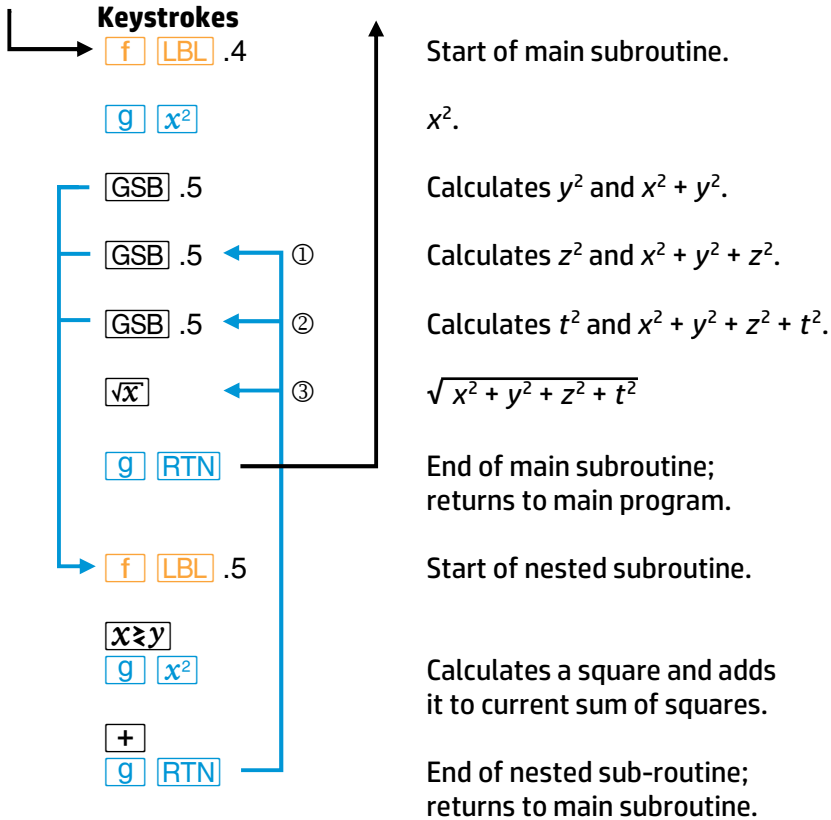 Keystrokes
f LBL .4 Start of main subroutine.
g x² x².
GSB .5 Calculates y² and x² + y².
GSB .5 ① Calculates z² and x² + y² + z².
GSB .5 ② Calculates t² and x² + y² + z² + t².
√x ③ √ x² + y² + z² + t²
g RTN End of main subroutine;
returns to main program.
f LBL .5 Start of nested subroutine.
x≷y
g x² Calculates a square and adds
it to current sum of squares.
+
g RTN End of nested sub-routine;
returns to main subroutine.